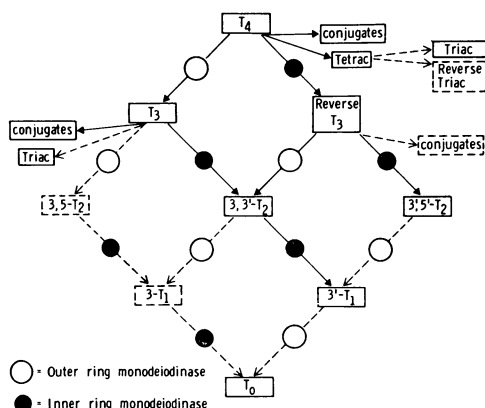 T4
conjugates
Tetrac
Triac
Reverse
Triac
T3
Reverse
T3
conjugates
Triac
conjugates
3,5-T2
3,3'-T2
3',5'-T2
3-T1
3'-T1
T0
= Outer ring monodeiodinase
= Inner ring monodeiodinase